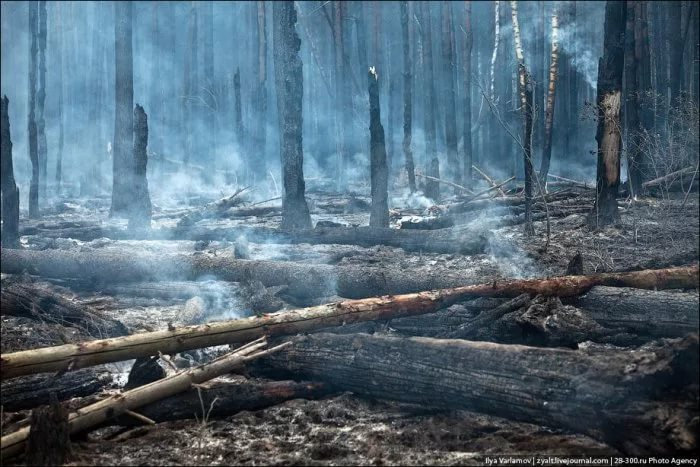 Ilya Varlamov | zyalt.livejournal.com | 28-300.ru Photo Agency